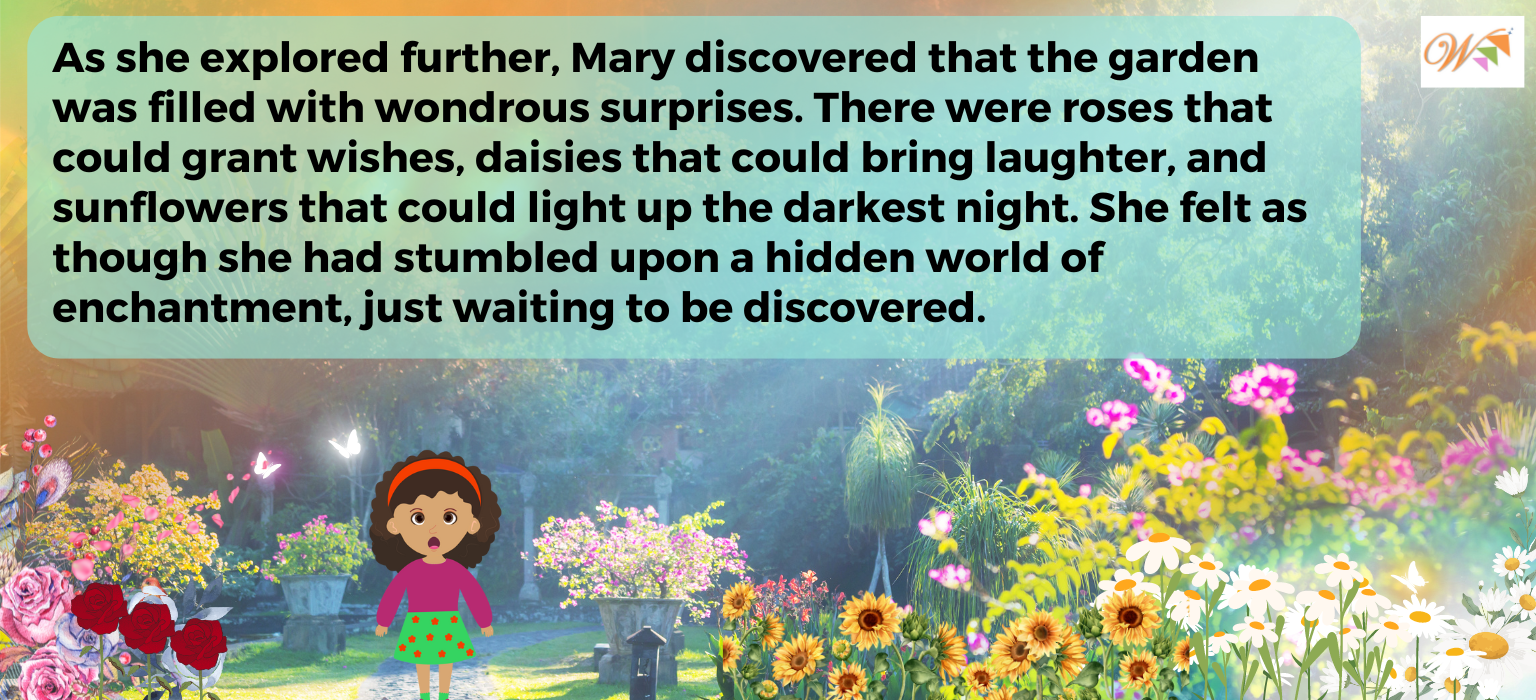 As she explored further, Mary discovered that the garden
was filled with wondrous surprises. There were roses that
could grant wishes, daisies that could bring laughter, and
sunflowers that could light up the darkest night. She felt as
though she had stumbled upon a hidden world of
enchantment, just waiting to be discovered.
W